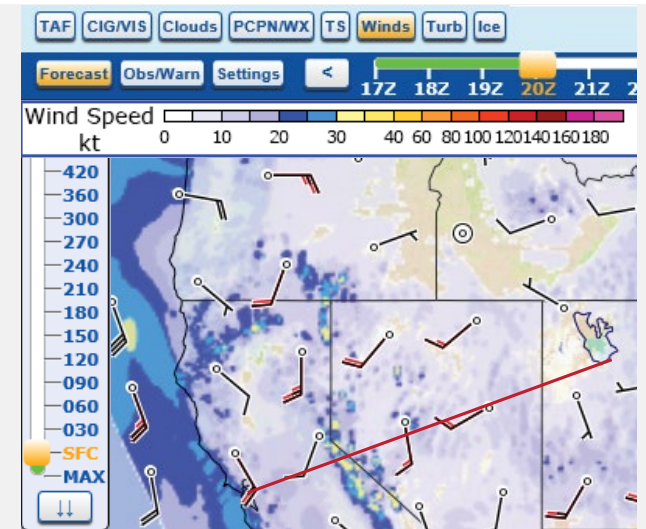 TAF CIG/VIS Clouds PCPN/WX TS Winds Turb Ice
Forecast Obs/Warn Settings <
17Z 18Z 19Z 20Z 21Z 2
Wind Speed
kt
0 10 20 30 40 60 80 100 120 140 160 180
420
360
300
270
240
210
180
150
120
090
060
030
SFC
MAX
↓↓